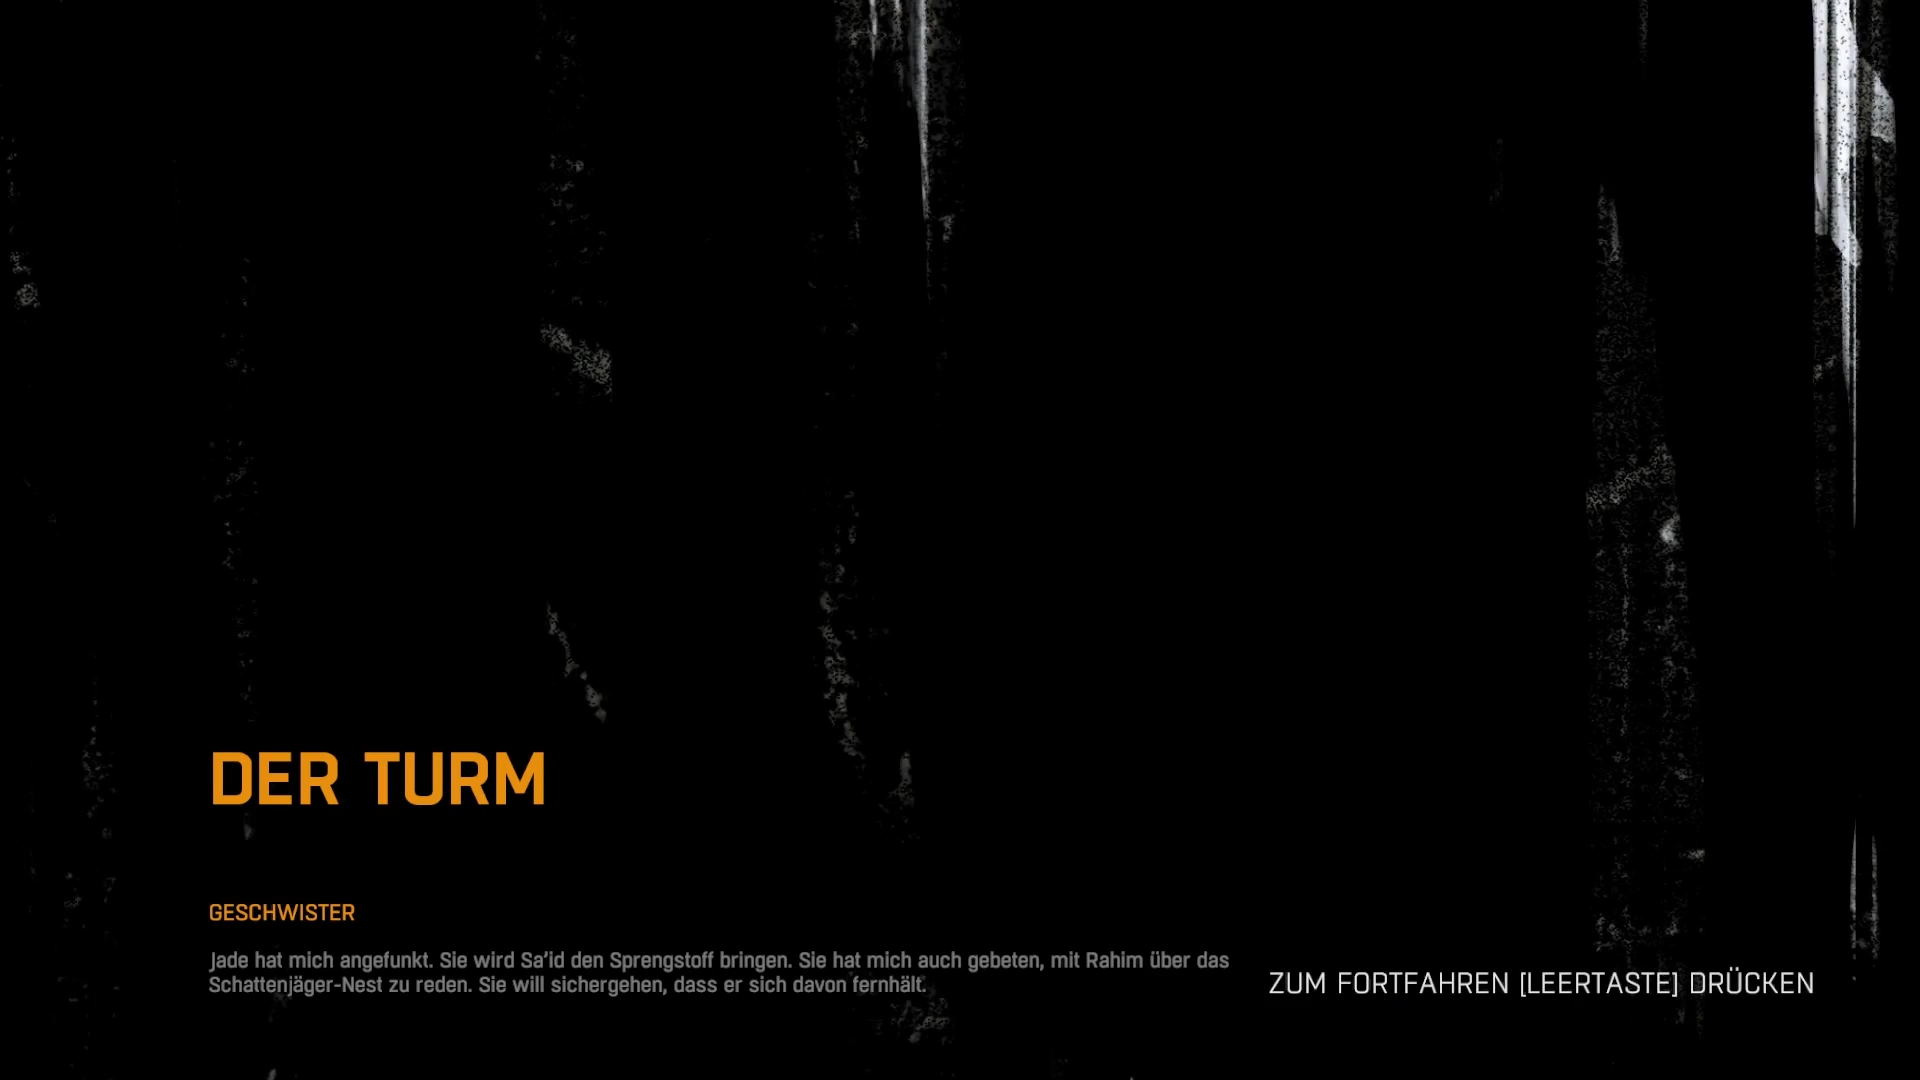 DER TURM
GESCHWISTER
Jade hat mich angefunkt. Sie wird Sa'id den Sprengstoff bringen. Sie hat mich auch gebeten, mit Rahim über das
Schattenjäger-Nest zu reden. Sie will sichergehen, dass er sich davon fernhält.
ZUM FORTFAHREN [LEERTASTE] DRÜCKEN